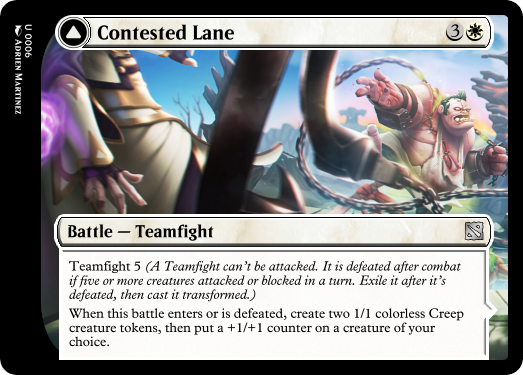 Contested Lane 3
Battle — Teamfight
Teamfight 5 (A Teamfight can't be attacked. It is defeated after combat
if five or more creatures attacked or blocked in a turn. Exile it after it's
defeated, then cast it transformed.)
When this battle enters or is defeated, create two 1/1 colorless Creep
creature tokens, then put a +1/+1 counter on a creature of your
choice.
U 0006
ADRIEN MARTINEZ